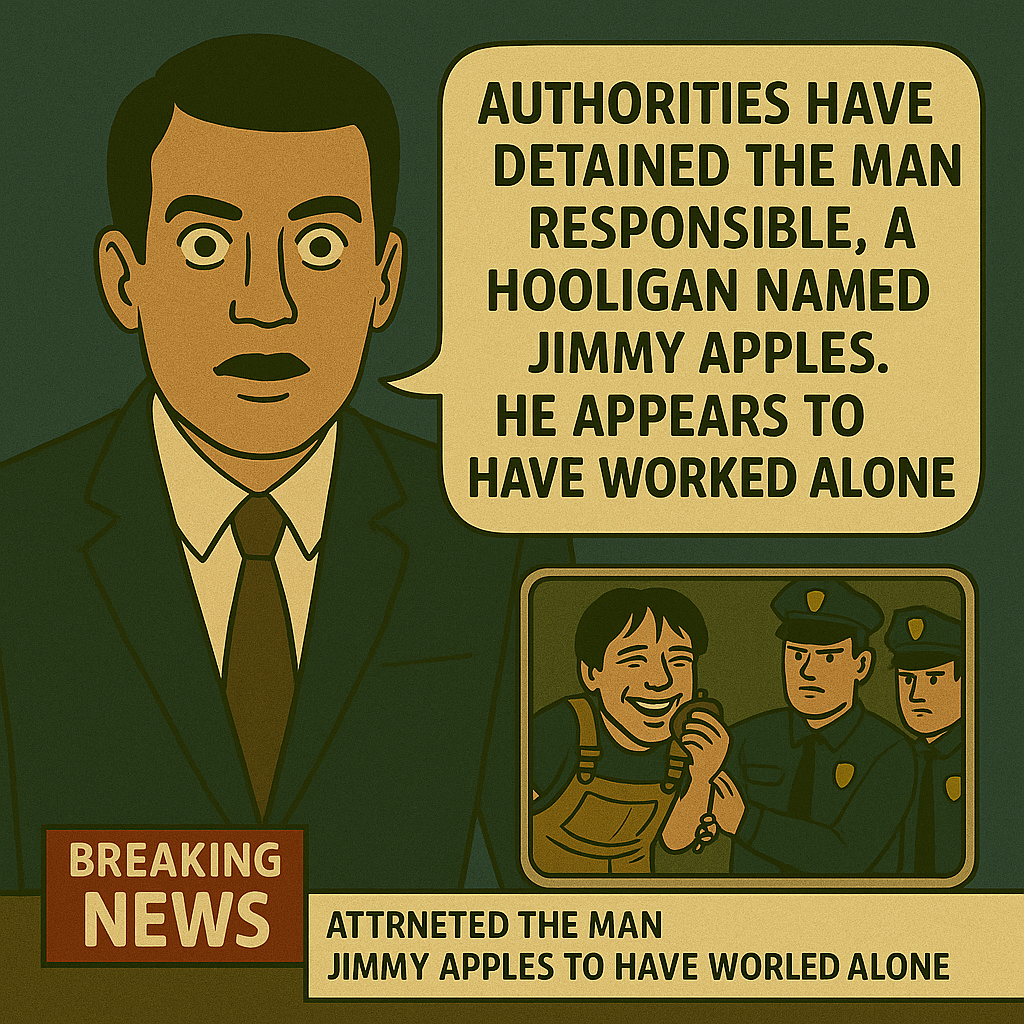 AUTHORITIES HAVE
DETAINED THE MAN
RESPONSIBLE, A
HOOLIGAN NAMED
JIMMY APPLES.
HE APPEARS TO
HAVE WORKED ALONE
BREAKING
NEWS
ATTRNETED THE MAN
JIMMY APPLES TO HAVE WORLED ALONE